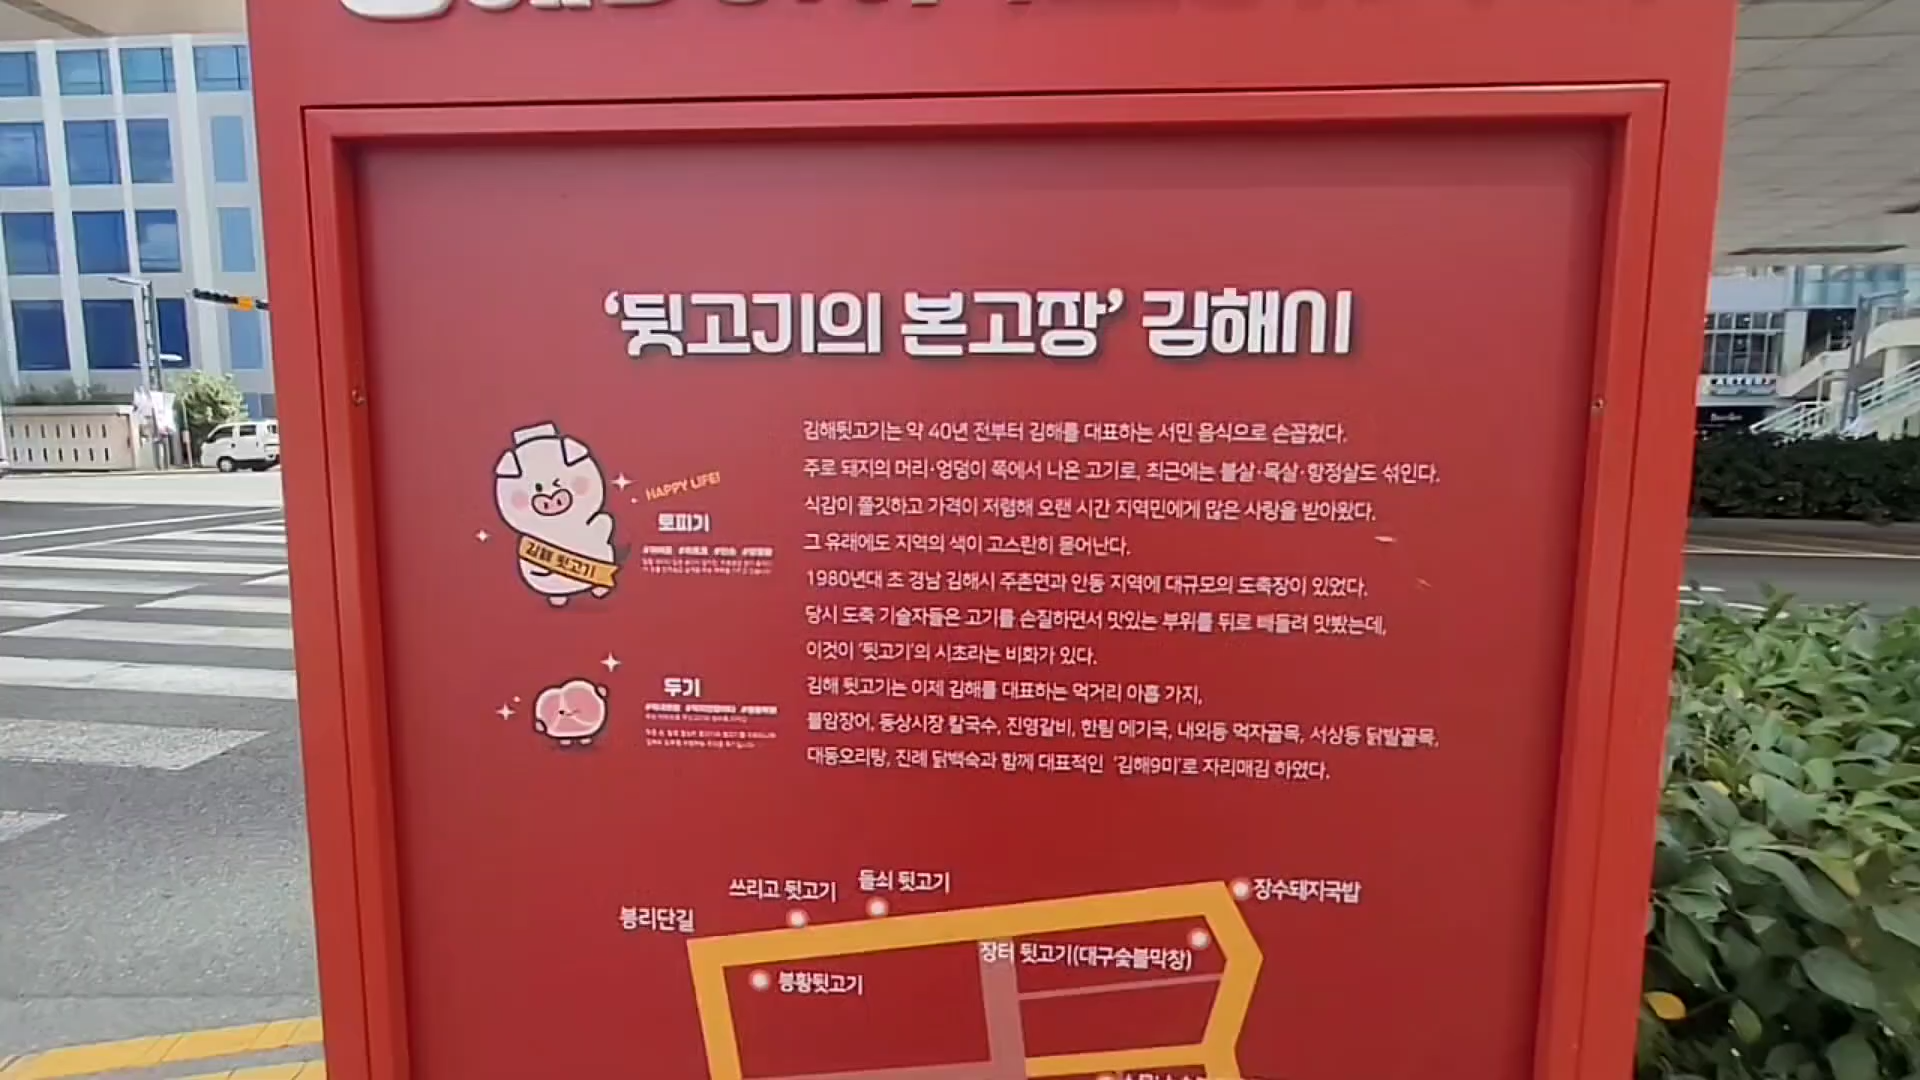 '뒷고기의 본고장' 김해시
김해뒷고기는 약 40년 전부터 김해를 대표하는 서민 음식으로 손꼽혔다.
주로 돼지의 머리·엉덩이 쪽에서 나온 고기로, 최근에는 볼살·목살·항정살도 섞인다.
식감이 쫄깃하고 가격이 저렴해 오랜 시간 지역민에게 많은 사랑을 받아왔다.
그 유래에도 지역의 색이 고스란히 묻어난다.
1980년대 초 경남 김해시 주촌면과 안동 지역에 대규모의 도축장이 있었다.
당시 도축 기술자들은 고기를 손질하면서 맛있는 부위를 뒤로 빼돌려 맛봤는데,
이것이 '뒷고기'의 시초라는 비화가 있다.
김해 뒷고기는 이제 김해를 대표하는 먹거리 아홉 가지,
불암장어, 동상시장 칼국수, 진영갈비, 한림 메기국, 내외동 먹자골목, 서상동 닭발골목,
대동오리탕, 진례 닭백숙과 함께 대표적인 '김해9미'로 자리매김 하였다.
HAPPY LIFE!
토피기
김해 뒷고기
두기
쓰리고 뒷고기
돌쇠 뒷고기
장수돼지국밥
봉리단길
장터 뒷고기(대구숯불막창)
봉황뒷고기